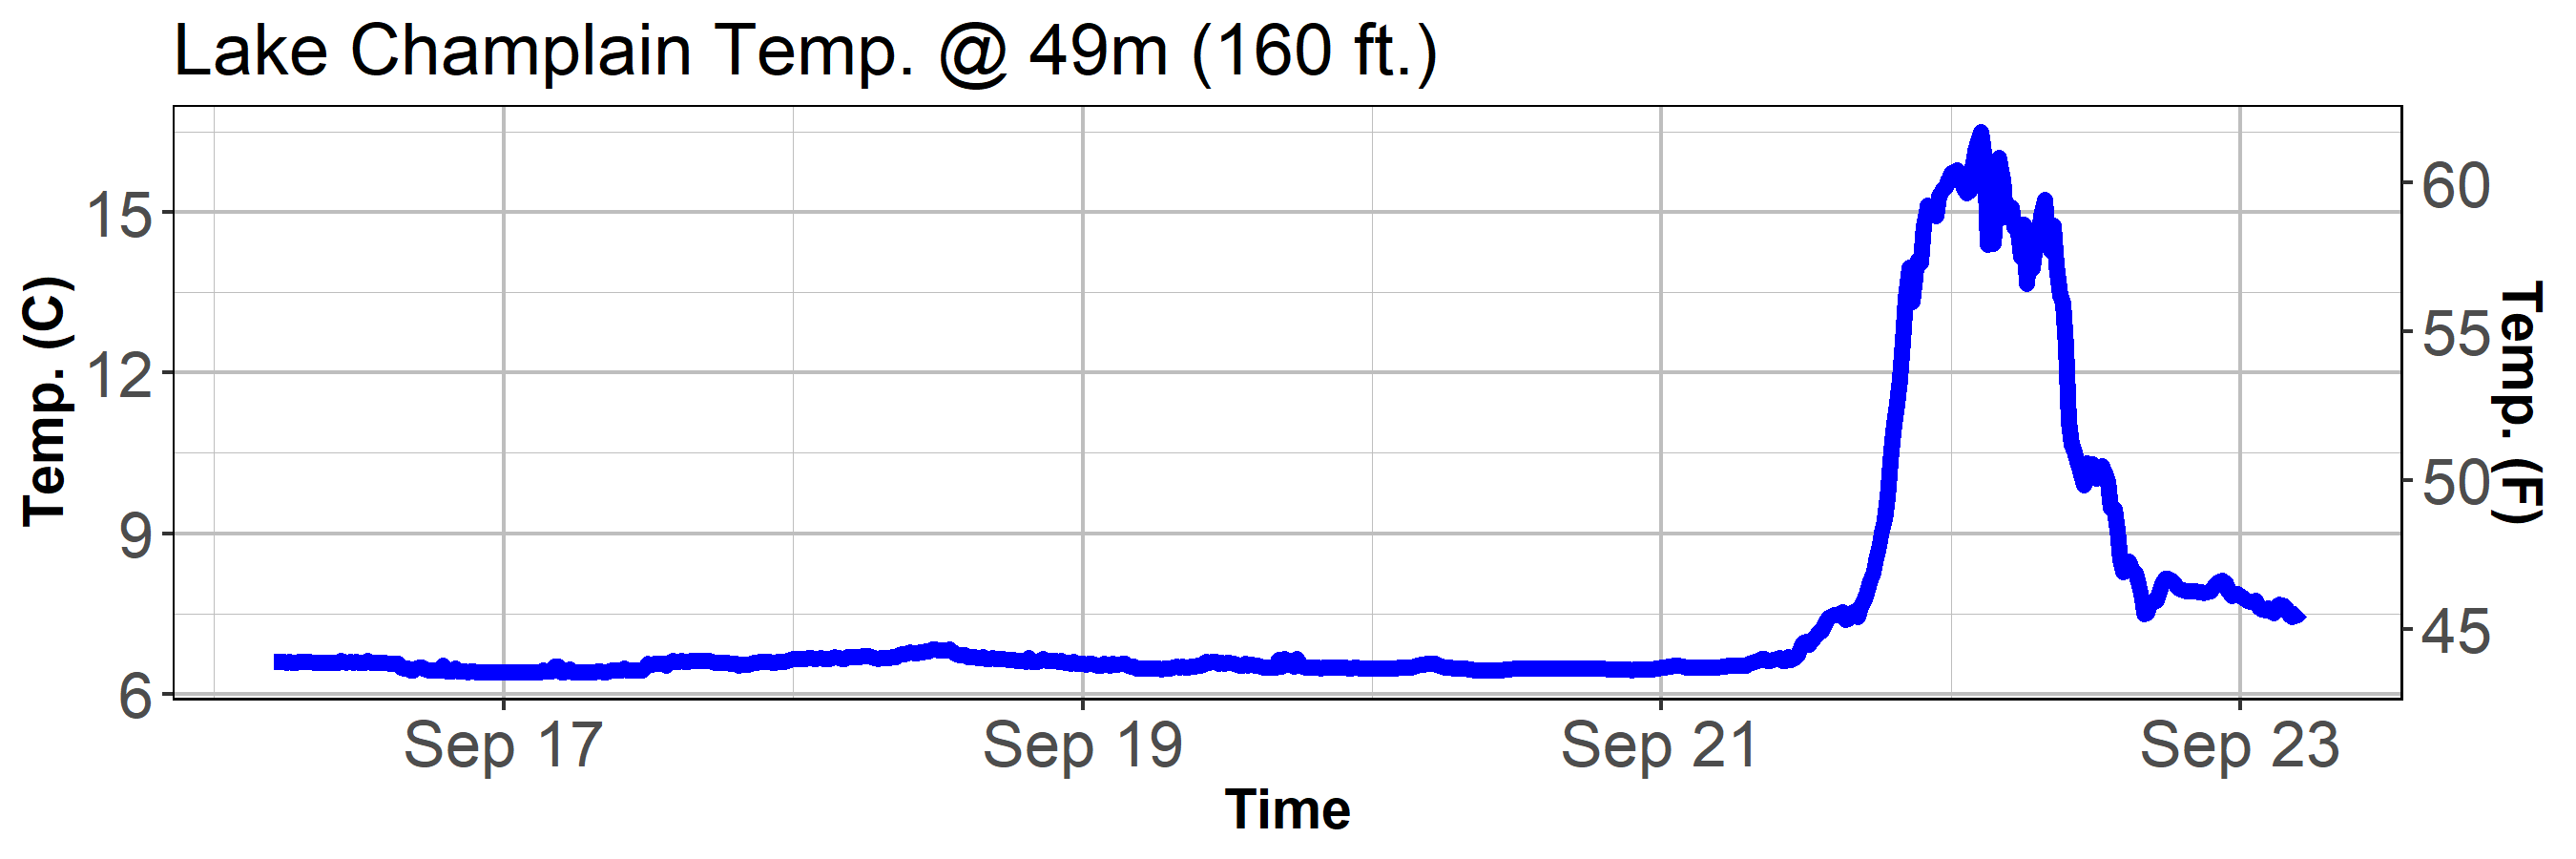 Lake Champlain Temp. @ 49m (160 ft.)
Temp. (C)
15
12
9
6
60
55
50
45
Temp. (F)
Sep 17
Sep 19
Sep 21
Sep 23
Time